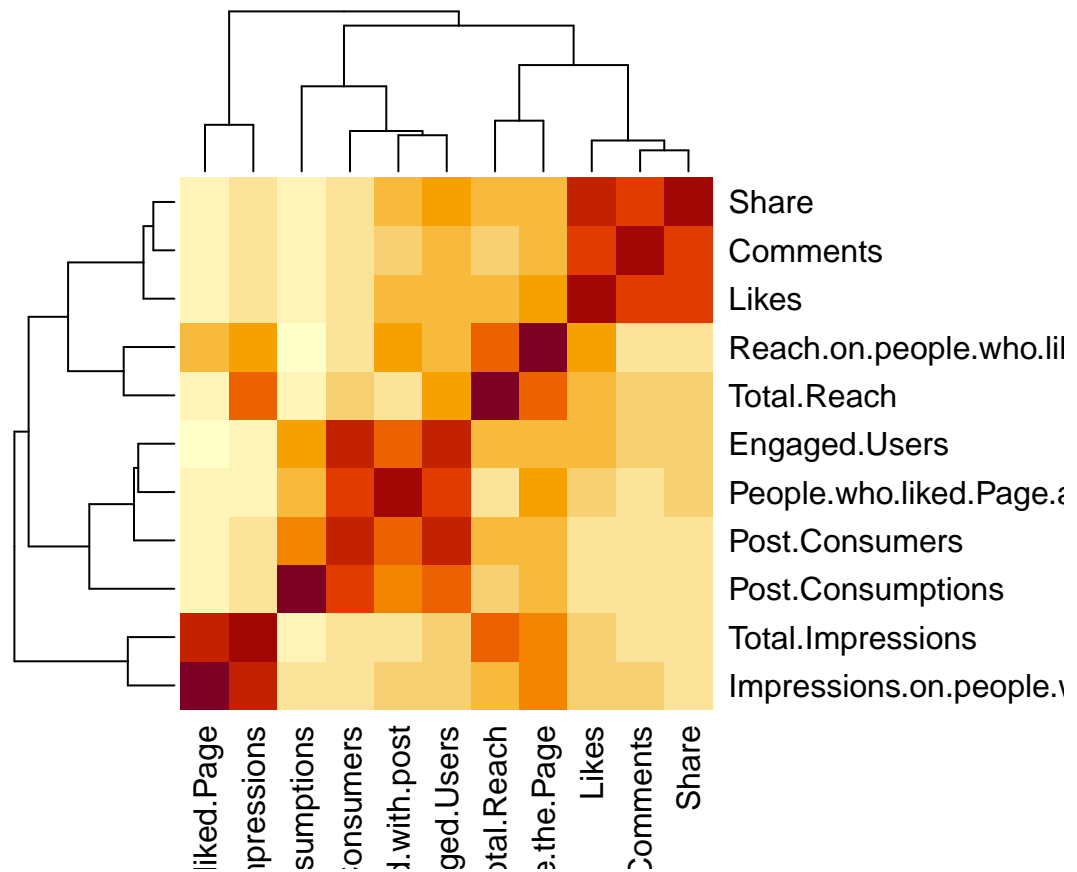 Share
Comments
Likes
Reach.on.people.who.lil
Total.Reach
Engaged.Users
People.who.liked.Page.a
Post.Consumers
Post.Consumptions
Total.Impressions
Impressions.on.people.w
liked.Page
mpressions
sumptions
Consumers
d.with.post
ged.Users
otal.Reach
e.the.Page
Likes
Comments
Share